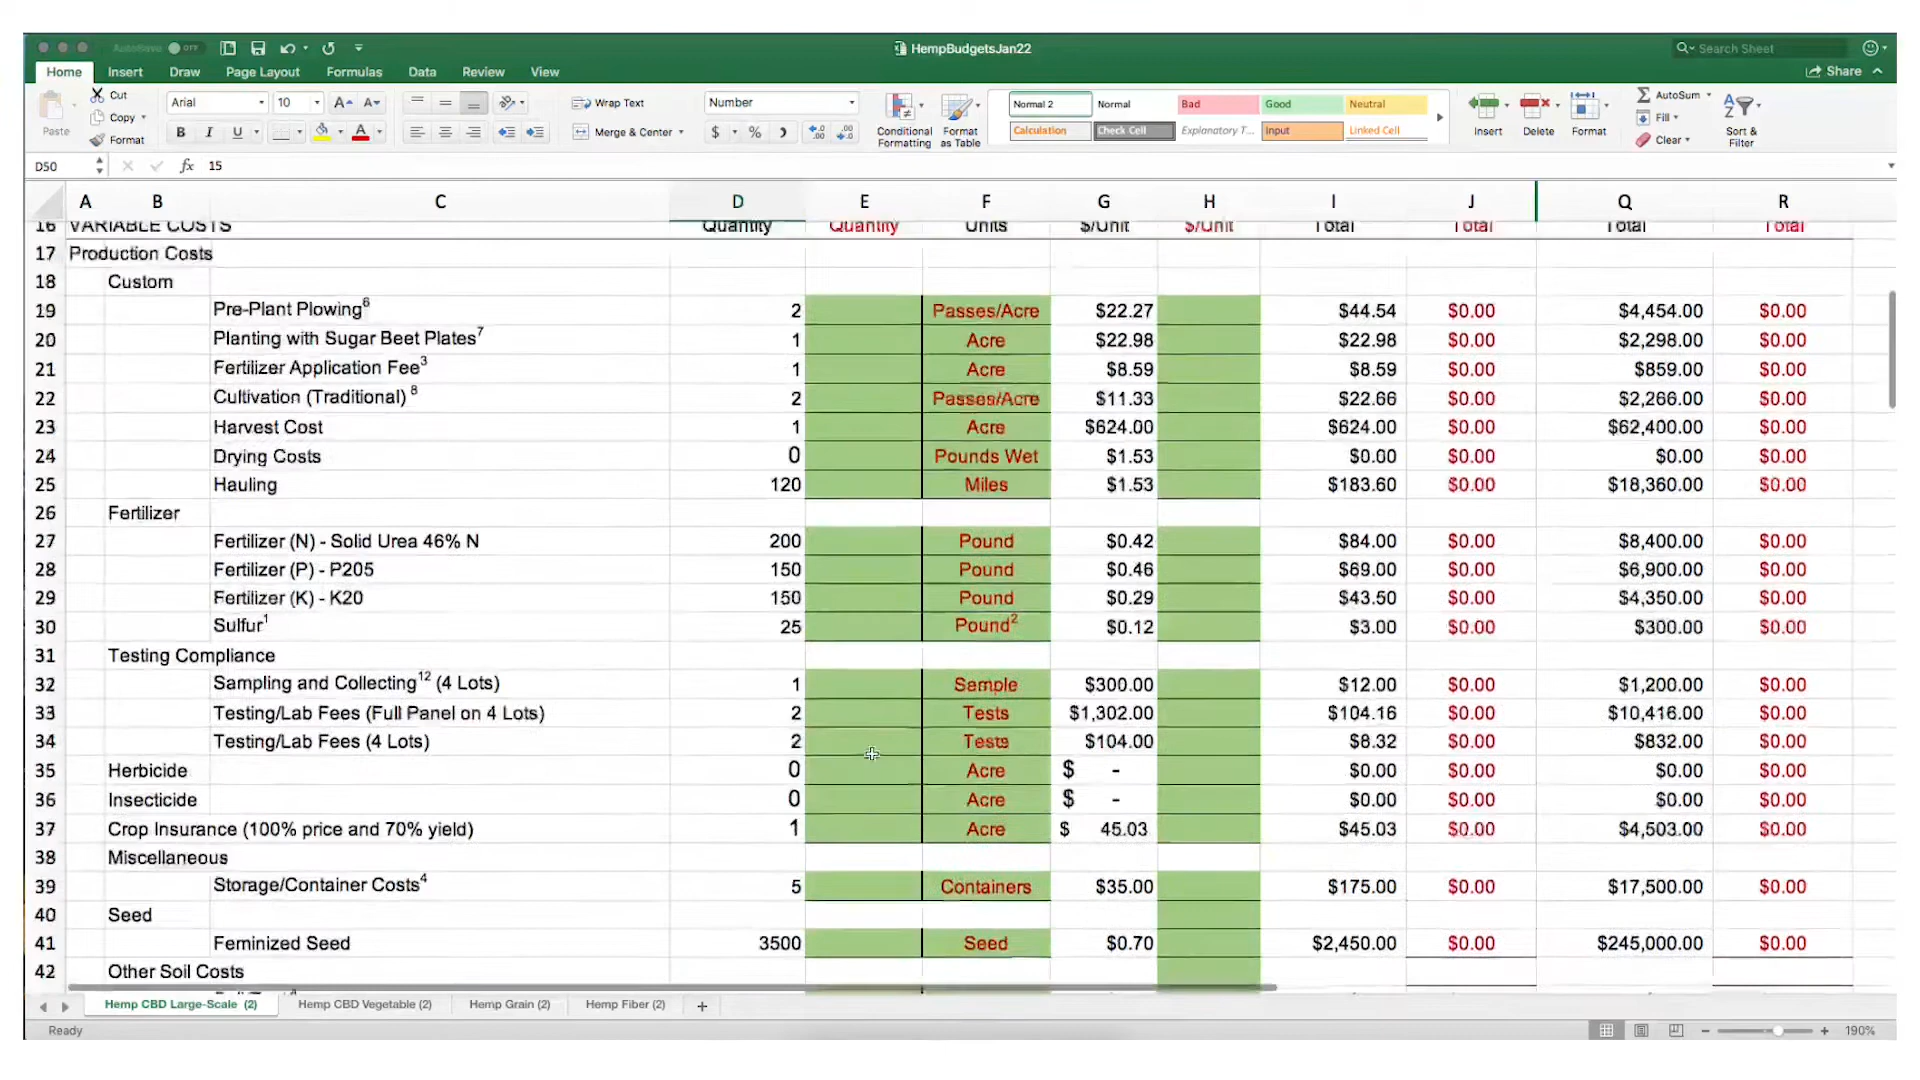 AutoSave OFF HempBudgetsJan22 Search Sheet
Home Insert Draw Page Layout Formulas Data Review View Share
Paste Cut Copy Format
Arial 10 A A
B I U A
Wrap Text
Merge & Center
Number
$ % )
Conditional Formatting
Format as Table
Normal 2 Normal Bad Good Neutral
Calculation Check Cell Explanatory T... Input Linked Cell
Insert Delete Format
AutoSum
Fill
Clear
Sort & Filter
D50 fx 15
A B C D E F G H I J Q R
16 VARIABLE COSTS Quantity Quantity Units $/Unit $/Unit Total Total Total Total
17 Production Costs
18 Custom
19 Pre-Plant Plowing6 2 Passes/Acre $22.27 $44.54 $0.00 $4,454.00 $0.00
20 Planting with Sugar Beet Plates7 1 Acre $22.98 $22.98 $0.00 $2,298.00 $0.00
21 Fertilizer Application Fee3 1 Acre $8.59 $8.59 $0.00 $859.00 $0.00
22 Cultivation (Traditional) 8 2 Passes/Acre $11.33 $22.66 $0.00 $2,266.00 $0.00
23 Harvest Cost 1 Acre $624.00 $624.00 $0.00 $62,400.00 $0.00
24 Drying Costs 0 Pounds Wet $1.53 $0.00 $0.00 $0.00 $0.00
25 Hauling 120 Miles $1.53 $183.60 $0.00 $18,360.00 $0.00
26 Fertilizer
27 Fertilizer (N) - Solid Urea 46% N 200 Pound $0.42 $84.00 $0.00 $8,400.00 $0.00
28 Fertilizer (P) - P205 150 Pound $0.46 $69.00 $0.00 $6,900.00 $0.00
29 Fertilizer (K) - K20 150 Pound $0.29 $43.50 $0.00 $4,350.00 $0.00
30 Sulfur1 25 Pound2 $0.12 $3.00 $0.00 $300.00 $0.00
31 Testing Compliance
32 Sampling and Collecting12 (4 Lots) 1 Sample $300.00 $12.00 $0.00 $1,200.00 $0.00
33 Testing/Lab Fees (Full Panel on 4 Lots) 2 Tests $1,302.00 $104.16 $0.00 $10,416.00 $0.00
34 Testing/Lab Fees (4 Lots) 2 Tests $104.00 $8.32 $0.00 $832.00 $0.00
35 Herbicide 0 Acre $ - $0.00 $0.00 $0.00 $0.00
36 Insecticide 0 Acre $ - $0.00 $0.00 $0.00 $0.00
37 Crop Insurance (100% price and 70% yield) 1 Acre $ 45.03 $45.03 $0.00 $4,503.00 $0.00
38 Miscellaneous
39 Storage/Container Costs4 5 Containers $35.00 $175.00 $0.00 $17,500.00 $0.00
40 Seed
41 Feminized Seed 3500 Seed $0.70 $2,450.00 $0.00 $245,000.00 $0.00
42 Other Soil Costs
Hemp CBD Large-Scale (2) Hemp CBD Vegetable (2) Hemp Grain (2) Hemp Fiber (2) +
Ready 190%